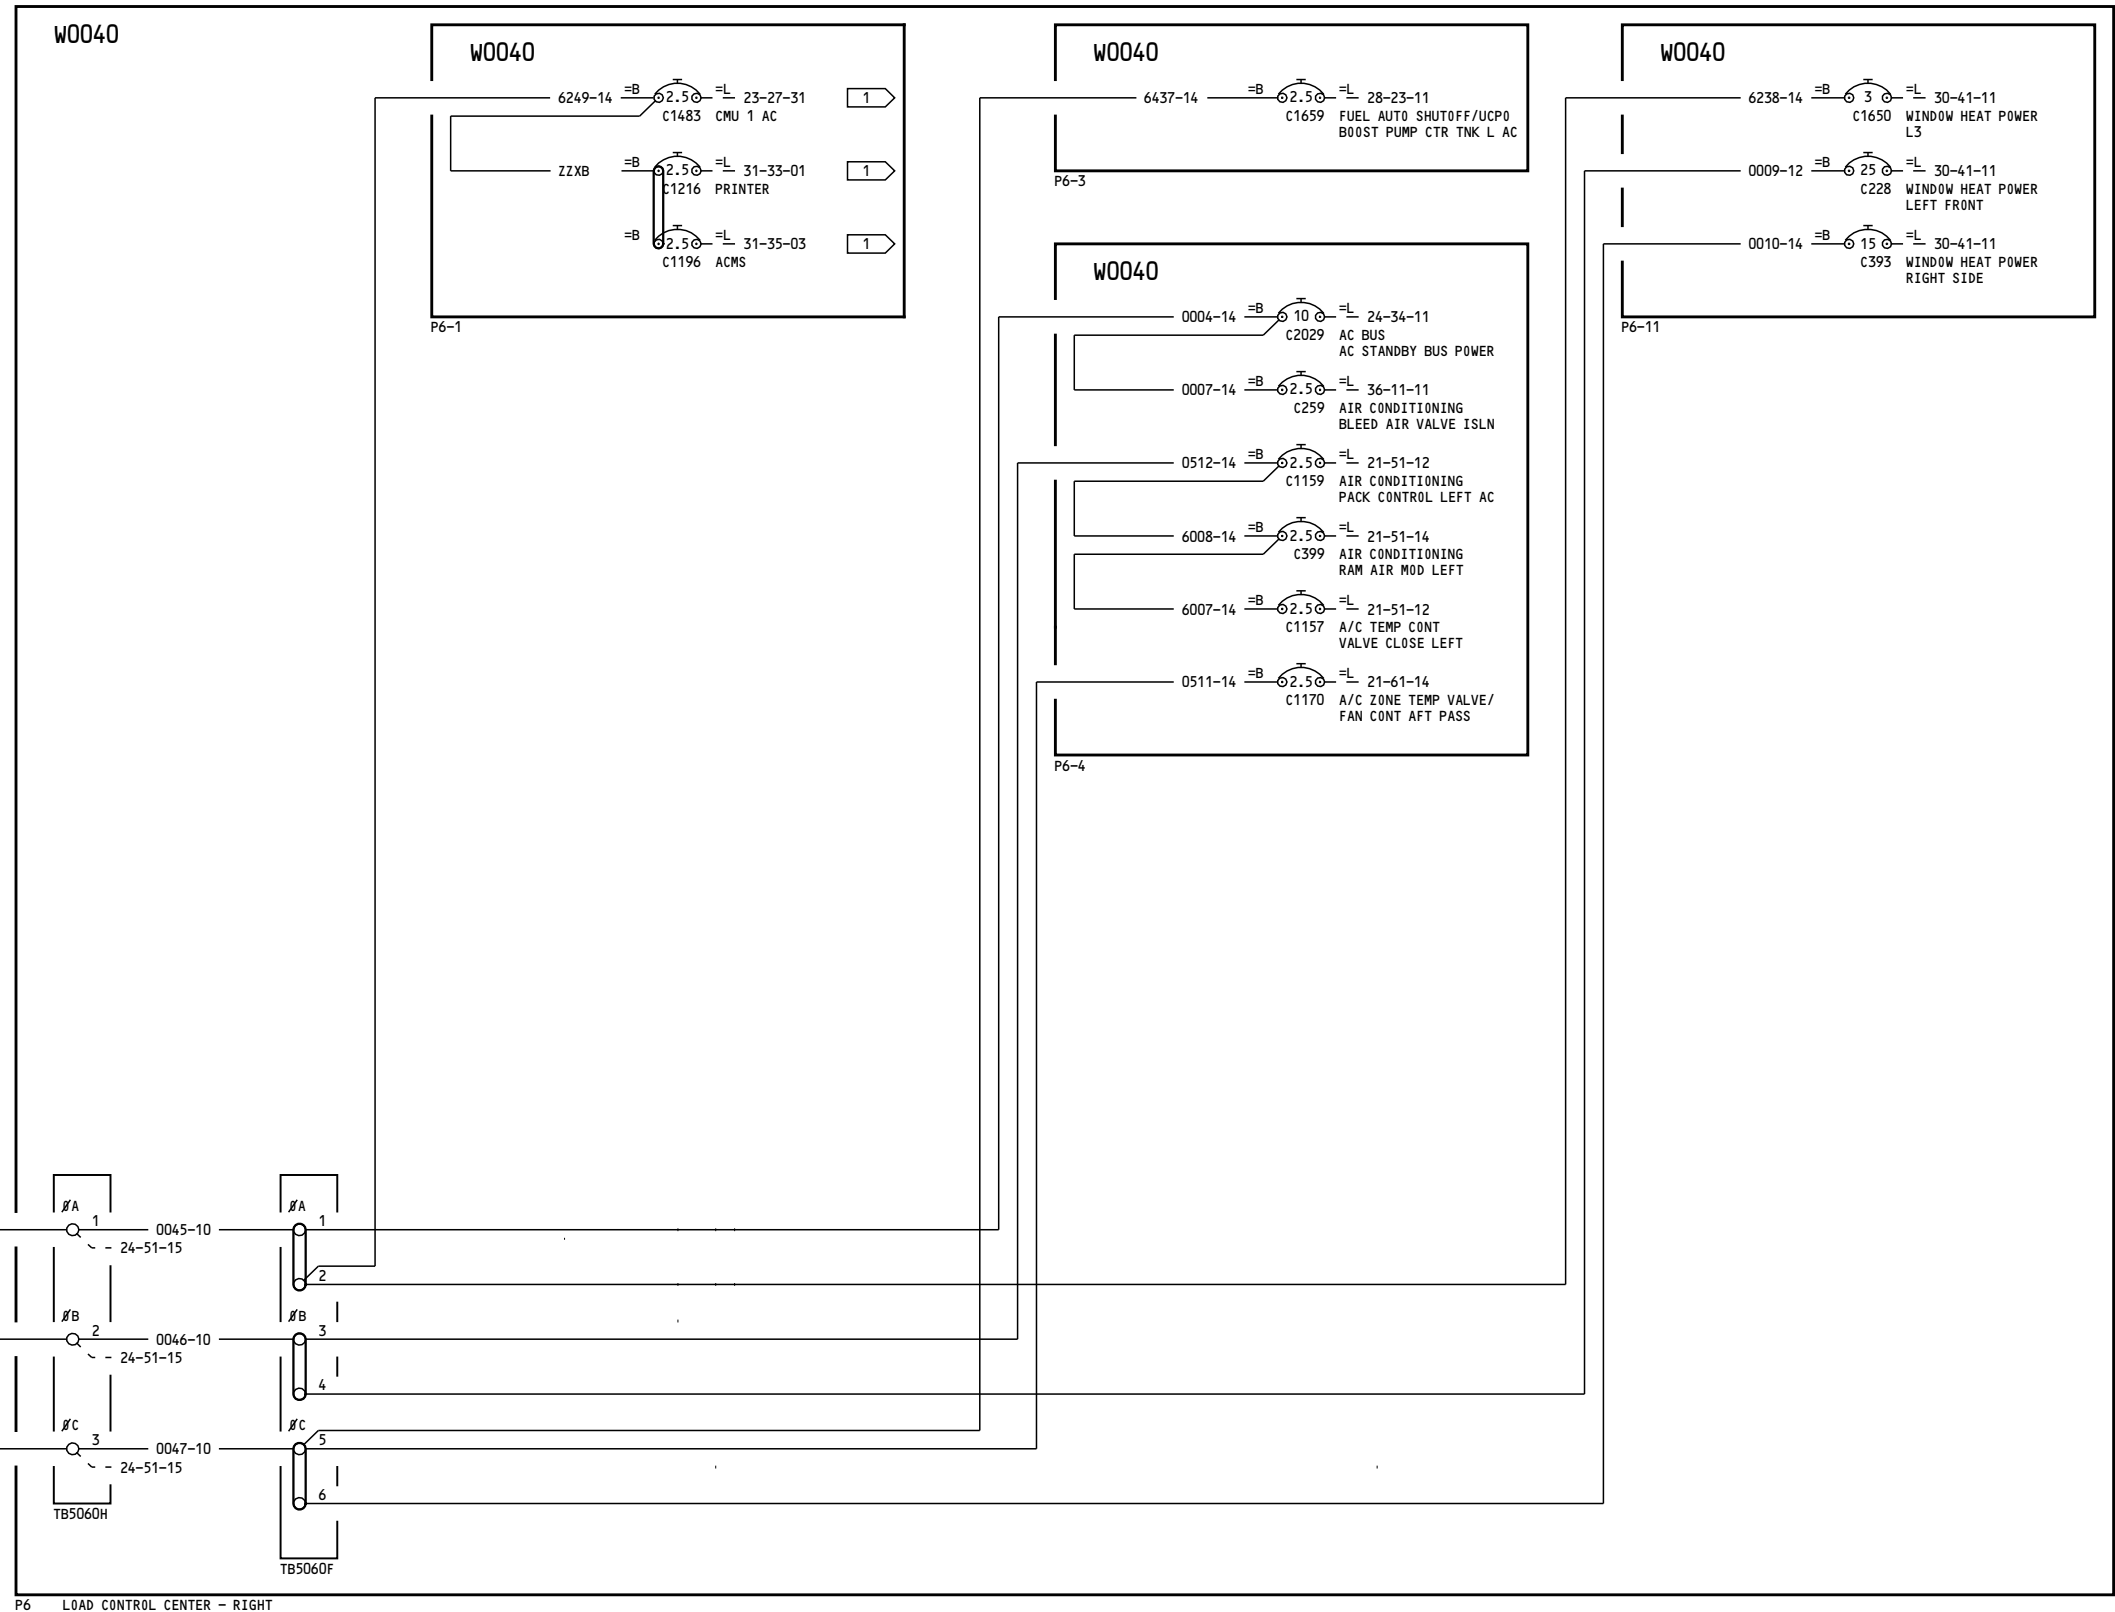 W0040
W0040
6249-14 =B 2.5 =L 23-27-31 1
C1483 CMU 1 AC
ZZXB =B 2.5 =L 31-33-01 1
C1216 PRINTER
=B 2.5 =L 31-35-03 1
C1196 ACMS
P6-1
W0040
6437-14 =B 2.5 =L 28-23-11
C1659 FUEL AUTO SHUTOFF/UCPO
BOOST PUMP CTR TNK L AC
P6-3
W0040
0004-14 =B 10 =L 24-34-11
C2029 AC BUS
AC STANDBY BUS POWER
0007-14 =B 2.5 =L 36-11-11
C259 AIR CONDITIONING
BLEED AIR VALVE ISLN
0512-14 =B 2.5 =L 21-51-12
C1159 AIR CONDITIONING
PACK CONTROL LEFT AC
6008-14 =B 2.5 =L 21-51-14
C399 AIR CONDITIONING
RAM AIR MOD LEFT
6007-14 =B 2.5 =L 21-51-12
C1157 A/C TEMP CONT
VALVE CLOSE LEFT
0511-14 =B 2.5 =L 21-61-14
C1170 A/C ZONE TEMP VALVE/
FAN CONT AFT PASS
P6-4
W0040
6238-14 =B 3 =L 30-41-11
C1650 WINDOW HEAT POWER
L3
0009-12 =B 25 =L 30-41-11
C228 WINDOW HEAT POWER
LEFT FRONT
0010-14 =B 15 =L 30-41-11
C393 WINDOW HEAT POWER
RIGHT SIDE
P6-11
ØA ØA
1 0045-10 1
24-51-15
2
ØB ØB
2 0046-10 3
24-51-15
4
ØC ØC
3 0047-10 5
24-51-15
6
TB5060H
TB5060F
P6 LOAD CONTROL CENTER - RIGHT